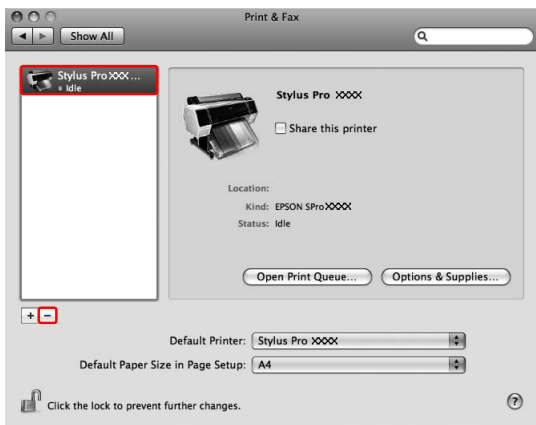 Print & Fax
Show All
Stylus Pro XXX...
Idle
Stylus Pro XXXX
Share this printer
Location:
Kind: EPSON SPro XXXX
Status: Idle
Open Print Queue... Options & Supplies...
+ −
Default Printer: Stylus Pro XXXX
Default Paper Size in Page Setup: A4
Click the lock to prevent further changes. ?